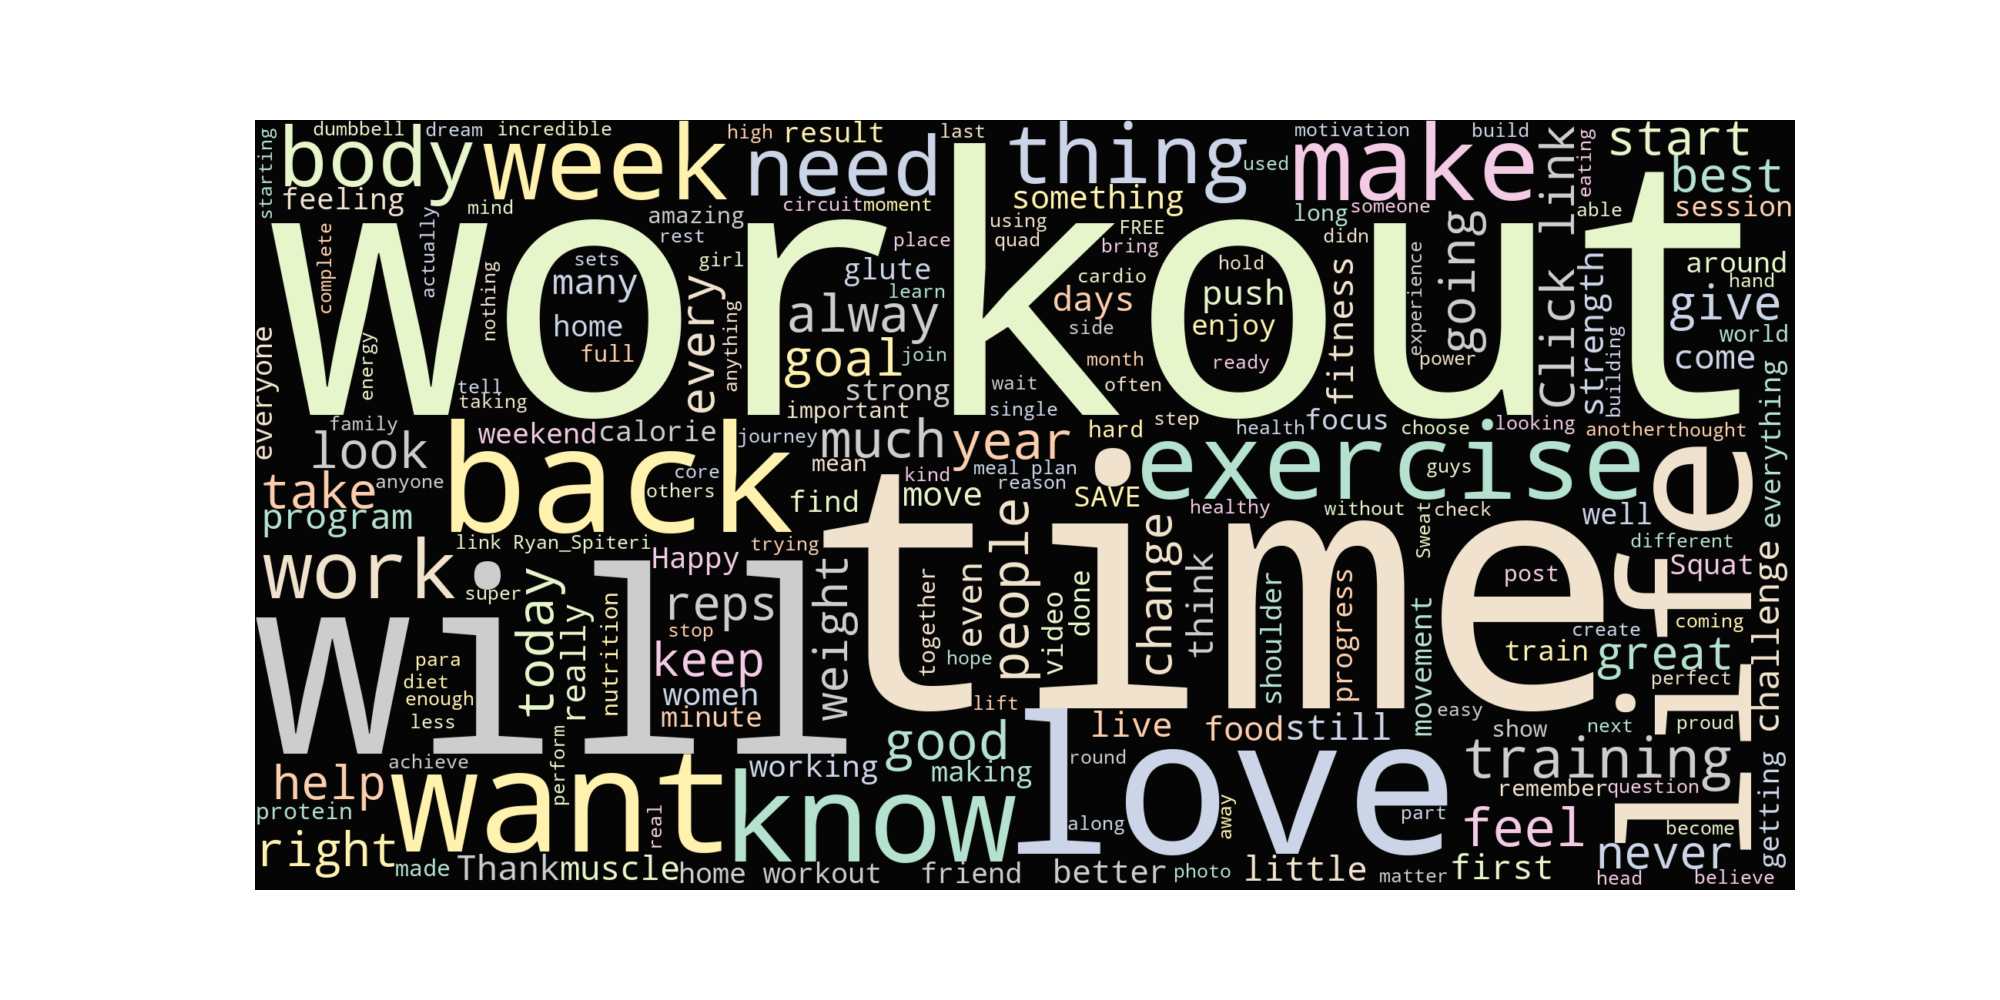 workout
time
will
love
back
life
want
know
exercise
body
week
need
thing
make
start
best
session
dumbbell
dream
incredible
high
result
last
motivation
build
starting
feeling
mind
amazing
rest
circuit
moment
something
used
long
someone
eating
able
Click link
going
complete
actually
nothing
sets
many
home
full
girl
every
anything
place
glute
learn
alway
goal
join
strong
important
using
quad
FREE
bring
cardio
days
side
month
often
wait
single
step
hold
push
enjoy
ready
didn
fitness
experience
power
strength
building
around
hand
give
world
come
everything
everyone
energy
tell
taking
family
look
anyone
take
program
weekend
calorie
journey
much
year
hard
core
others
mean
find
kind
move
meal plan
reason
SAVE
health
focus
choose
looking
another
thought
guys
healthy
without
check
Sweat
well
different
Squat
link Ryan_Spiteri
Happy
trying
work
super
today
really
nutrition
reps
stop
keep
women
minute
weight
together
even
hope
people
video
done
change
think
shoulder
progress
movement
post
create
coming
train
great
perfect
challenge
para
diet
enough
less
lift
live
food
still
easy
show
next
proud
achieve
help
protein
right
perform
real
working
good
making
round
along
away
part
training
remember
question
feel
become
never
getting
made
Thank
muscle
home workout
friend
better
photo
little
matter
first
head
believe